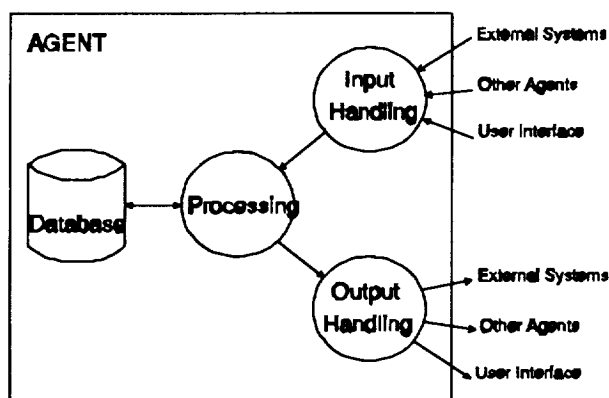 AGENT
External Systems
Input
Handling
Other Agents
User Interface
Database
Processing
Output
Handling
External Systems
Other Agents
User Interface